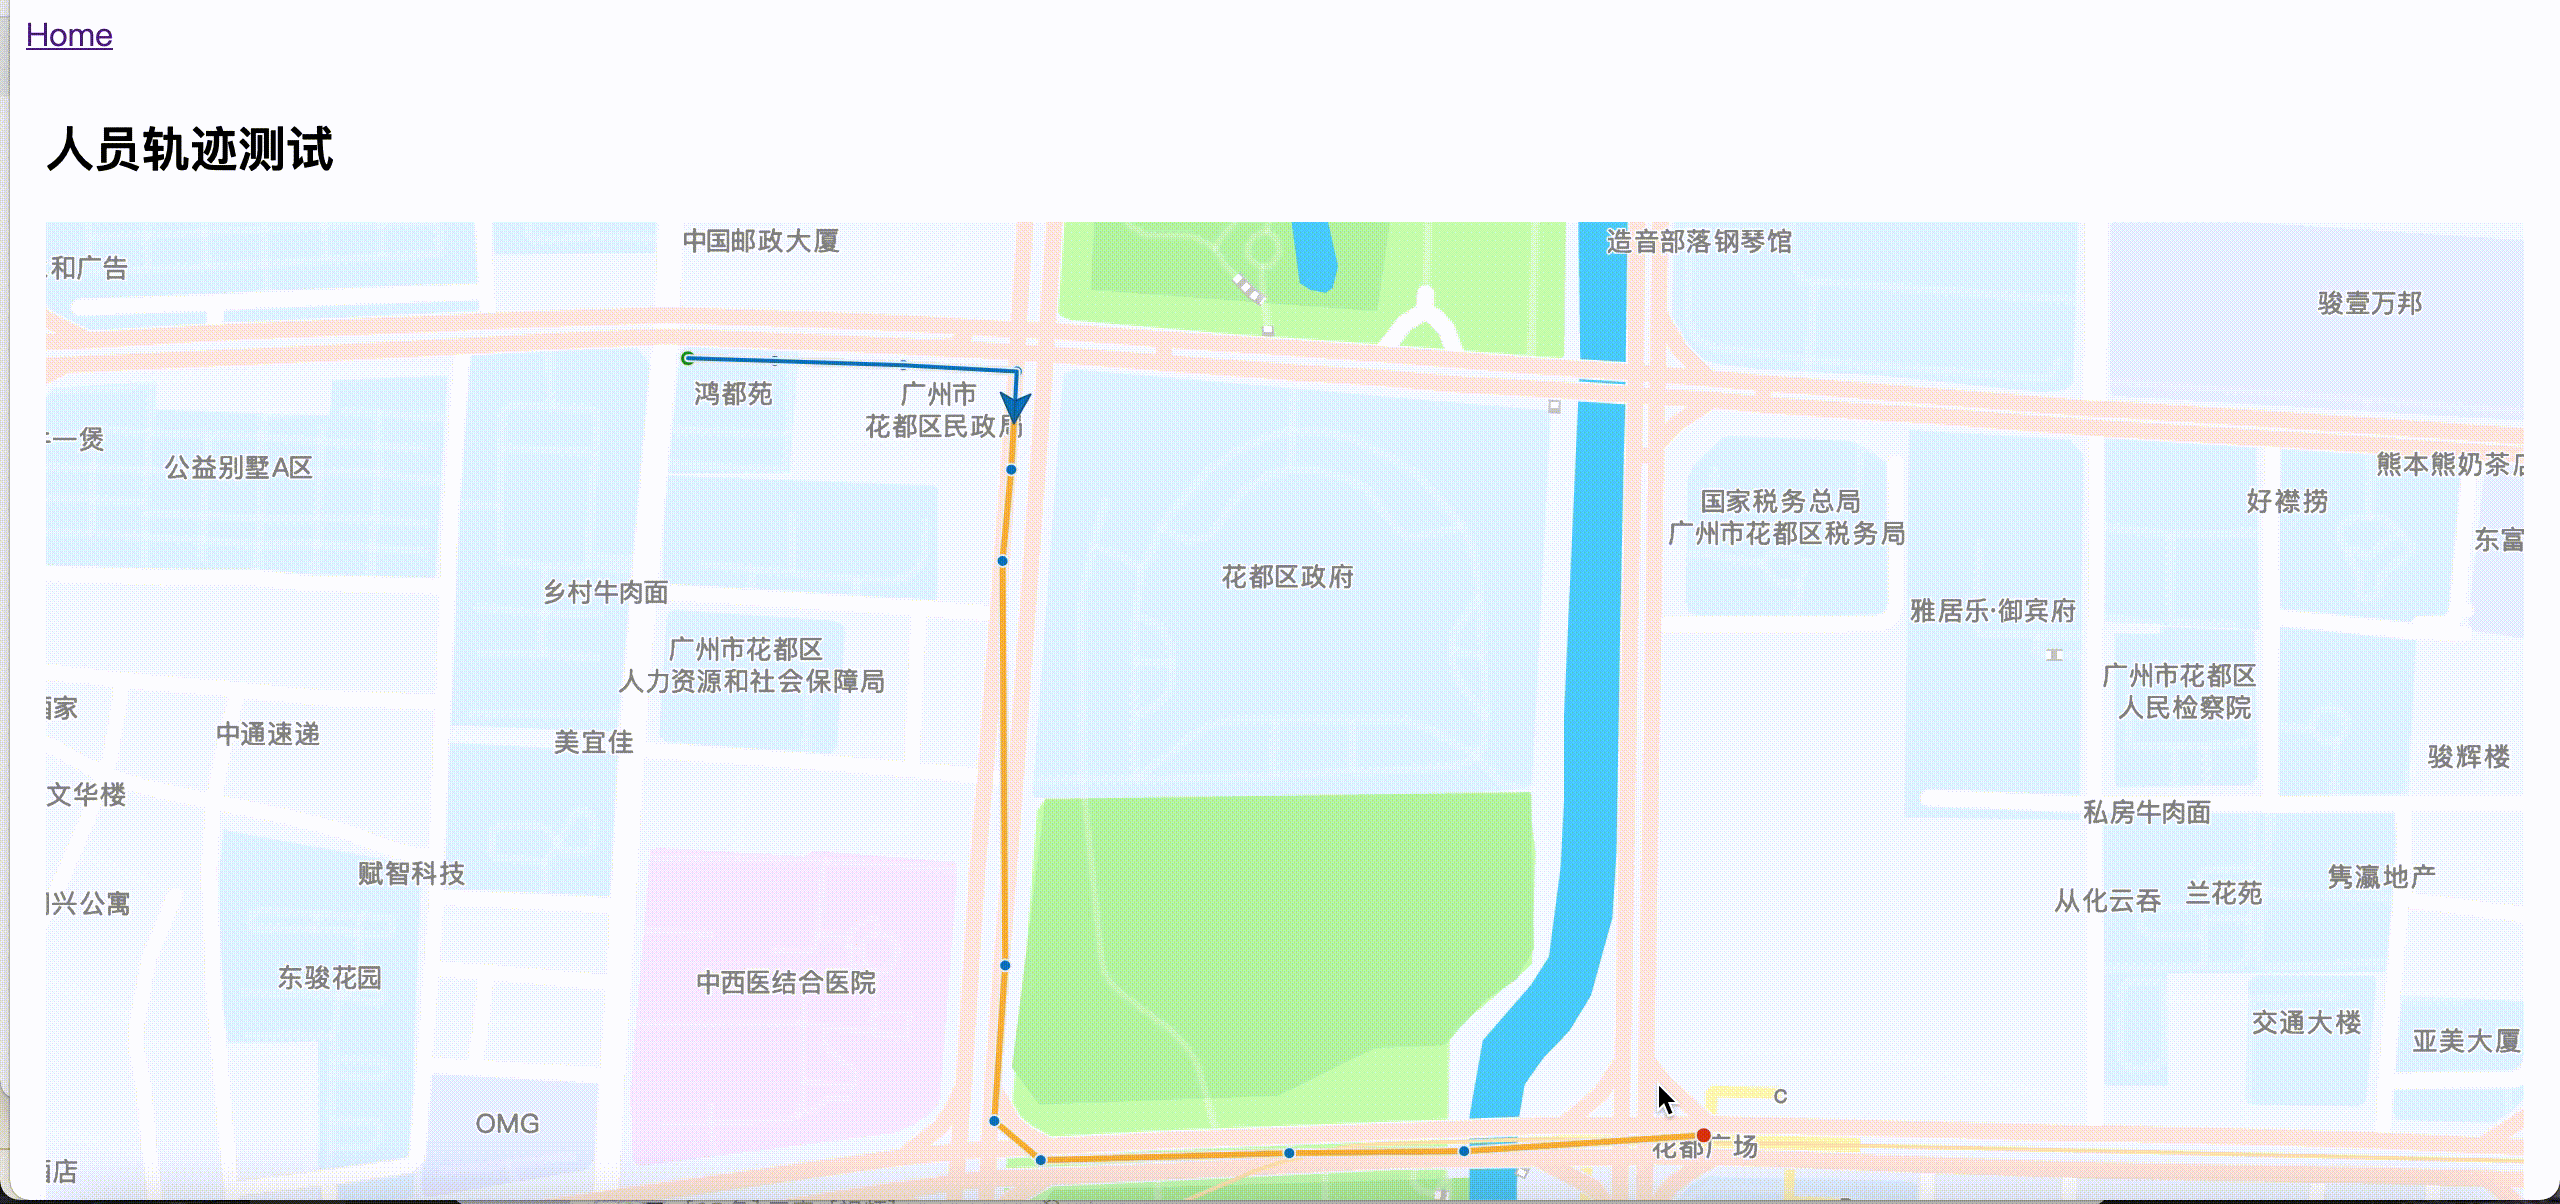 Home
人员轨迹测试
中国邮政大厦
造音部落钢琴馆
和广告
骏壹万邦
鸿都苑
广州市
花都区民政局
一煲
公益别墅A区
熊本熊奶茶店
国家税务总局
广州市花都区税务局
好襟捞
东富
花都区政府
乡村牛肉面
雅居乐·御宾府
广州市花都区
人力资源和社会保障局
广州市花都区
人民检察院
家
中通速递
美宜佳
骏辉楼
文华楼
私房牛肉面
赋智科技
隽瀛地产
兴公寓
从化云吞
兰花苑
东骏花园
中西医结合医院
交通大楼
亚美大厦
C
OMG
花都广场
店